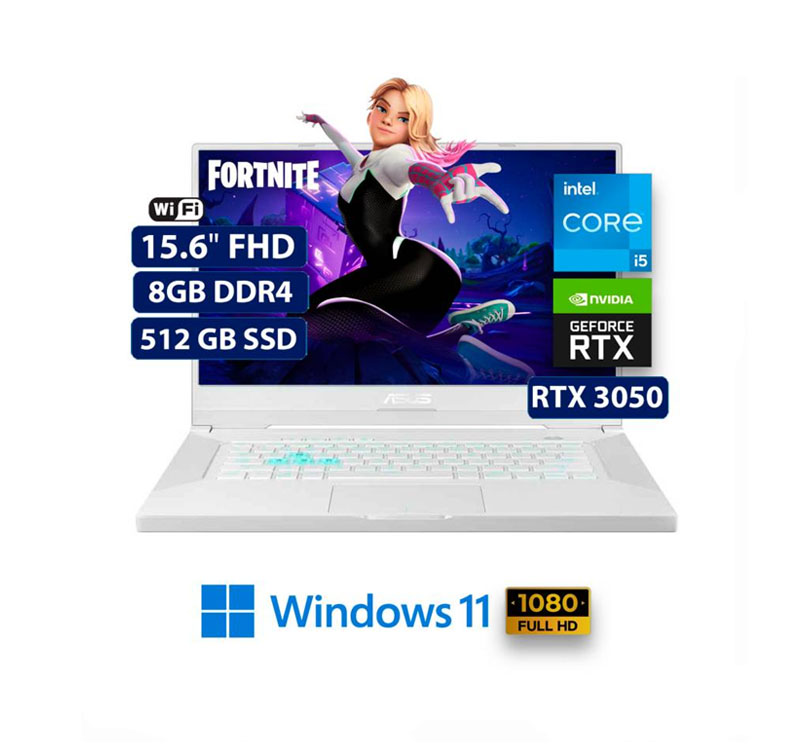 FORTNITE
WiFi
15.6" FHD
8GB DDR4
512 GB SSD
intel
CORE
i5
NVIDIA
GEFORCE
RTX
RTX 3050
ASUS
Windows 11
1080
FULL HD